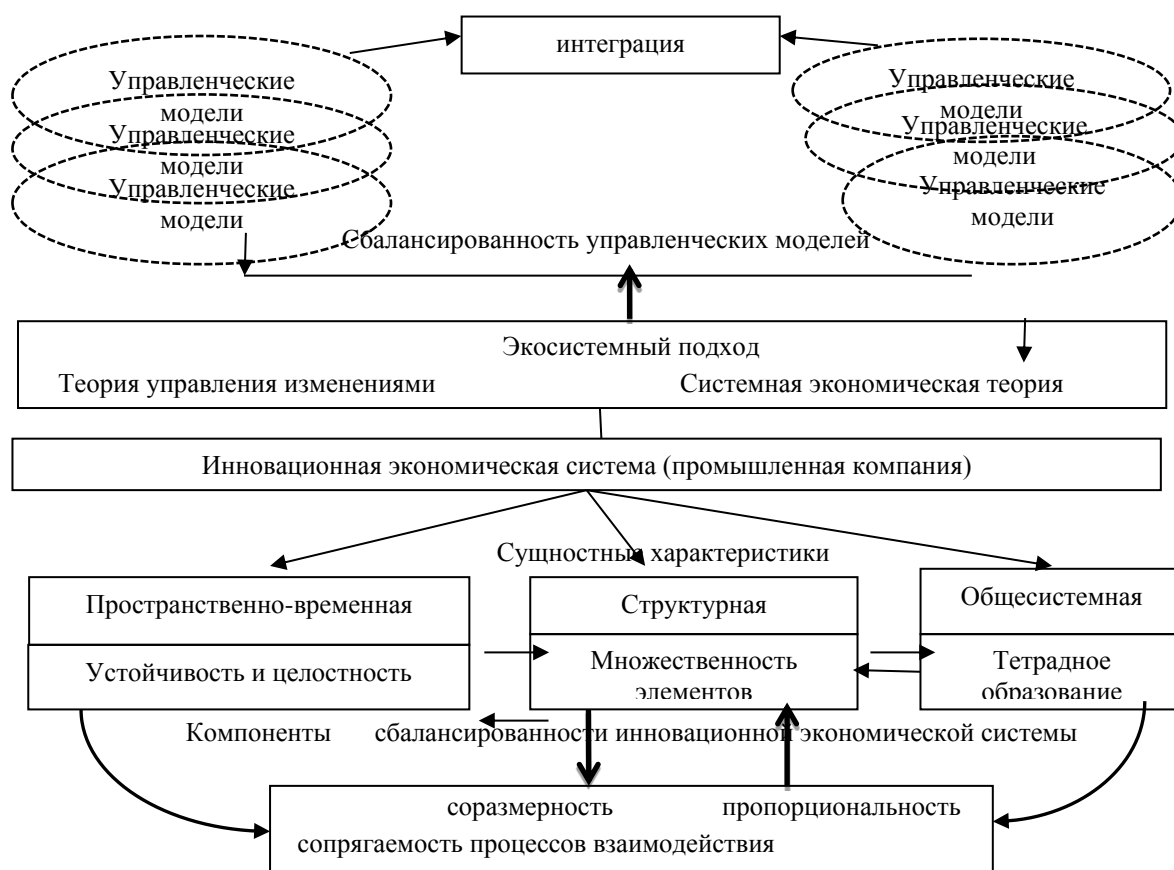 интеграция
Управленческие
модели
Управленческие
модели
Управленческие
модели
Управленческие
модели
Управленческие
модели
Управленческие
модели
Сбалансированность управленческих моделей
Экосистемный подход
Теория управления изменениями Системная экономическая теория
Инновационная экономическая система (промышленная компания)
Сущностные характеристики
Пространственно-временная
Структурная
Общесистемная
Устойчивость и целостность
Множественность
элементов
Тетрадное
образование
Компоненты сбалансированности инновационной экономической системы
соразмерность пропорциональность
сопрягаемость процессов взаимодействия